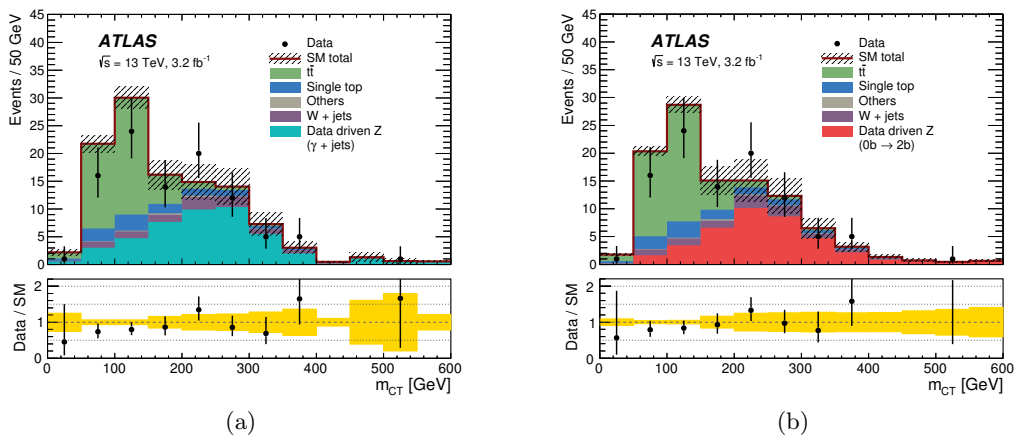 Events / 50 GeV
45
40
35
30
25
20
15
10
5
0
ATLAS
√s = 13 TeV, 3.2 fb⁻¹
Data
SM total
tt̄
Single top
Others
W + jets
Data driven Z
(γ + jets)
Data / SM
2
1
0
0 100 200 300 400 500 600
m_CT [GeV]
(a)
Events / 50 GeV
45
40
35
30
25
20
15
10
5
0
ATLAS
√s = 13 TeV, 3.2 fb⁻¹
Data
SM total
tt̄
Single top
Others
W + jets
Data driven Z
(0b → 2b)
Data / SM
2
1
0
0 100 200 300 400 500 600
m_CT [GeV]
(b)